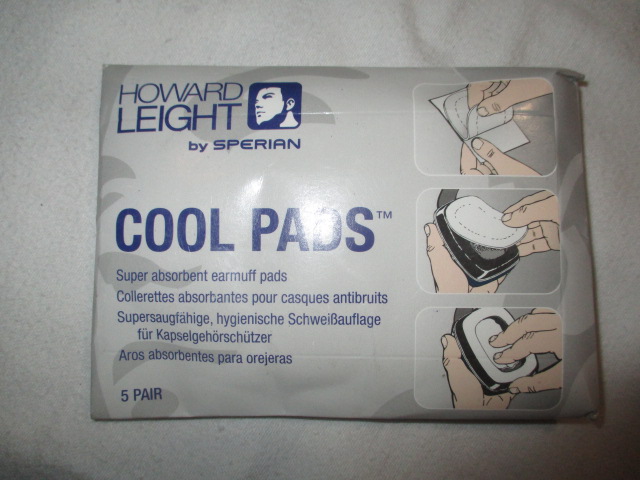 HOWARD
LEIGHT
by SPERIAN
COOL PADS™
Super absorbent earmuff pads
Collerettes absorbantes pour casques antibruits
Supersaugfähige, hygienische Schweißauflage
für Kapselgehörschützer
Aros absorbentes para orejeras
5 PAIR